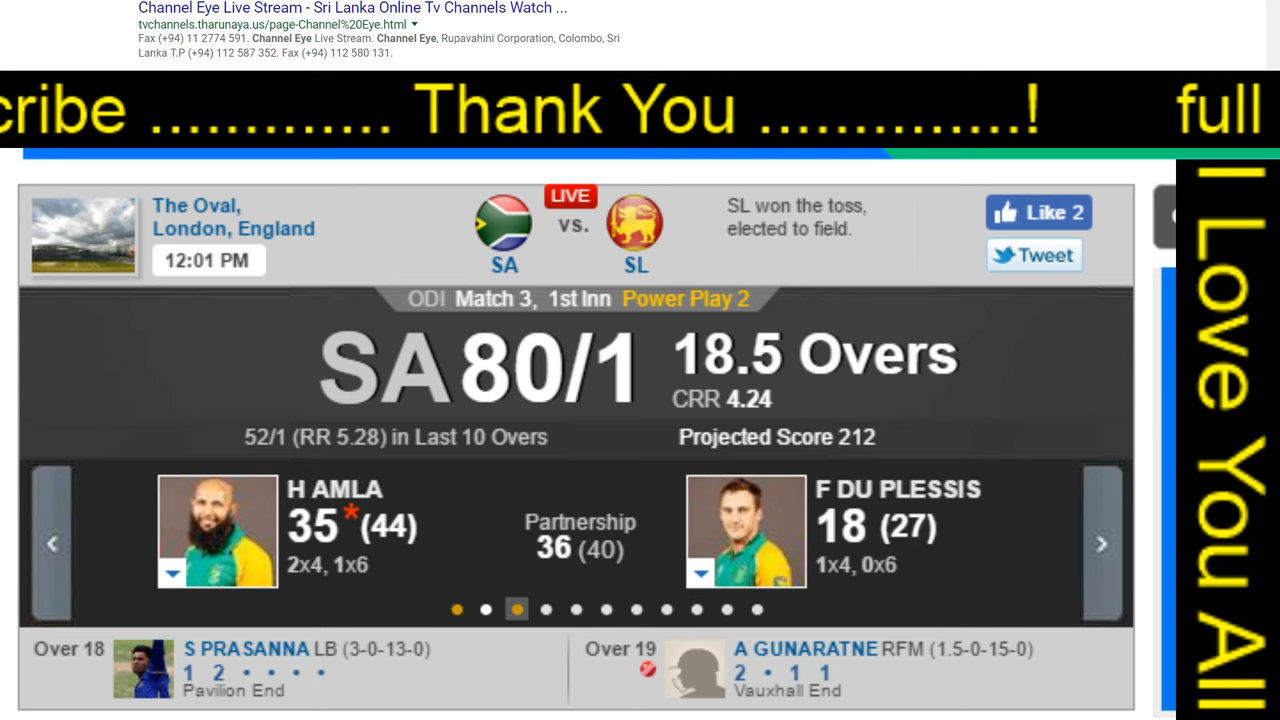 Channel Eye Live Stream - Sri Lanka Online Tv Channels Watch ...
tvchannels.tharunaya.us/page-Channel%20Eye.html
Fax (+94) 11 2774 591. Channel Eye Live Stream. Channel Eye, Rupavahini Corporation, Colombo, Sri
Lanka T.P (+94) 112 587 352. Fax (+94) 112 580 131.
cribe ............. Thank You ..............! full
The Oval,
London, England
12:01 PM
LIVE
vs.
SA
SL
SL won the toss,
elected to field.
Like 2
Tweet
ODI Match 3, 1st Inn Power Play 2
SA 80/1
18.5 Overs
CRR 4.24
52/1 (RR 5.28) in Last 10 Overs
Projected Score 212
H AMLA
35*(44)
2x4, 1x6
Partnership
36 (40)
F DU PLESSIS
18 (27)
1x4, 0x6
Over 18
S PRASANNA LB (3-0-13-0)
1 2 • • • •
Pavilion End
Over 19
A GUNARATNE RFM (1.5-0-15-0)
2 • 1 1
Vauxhall End
I Love You All